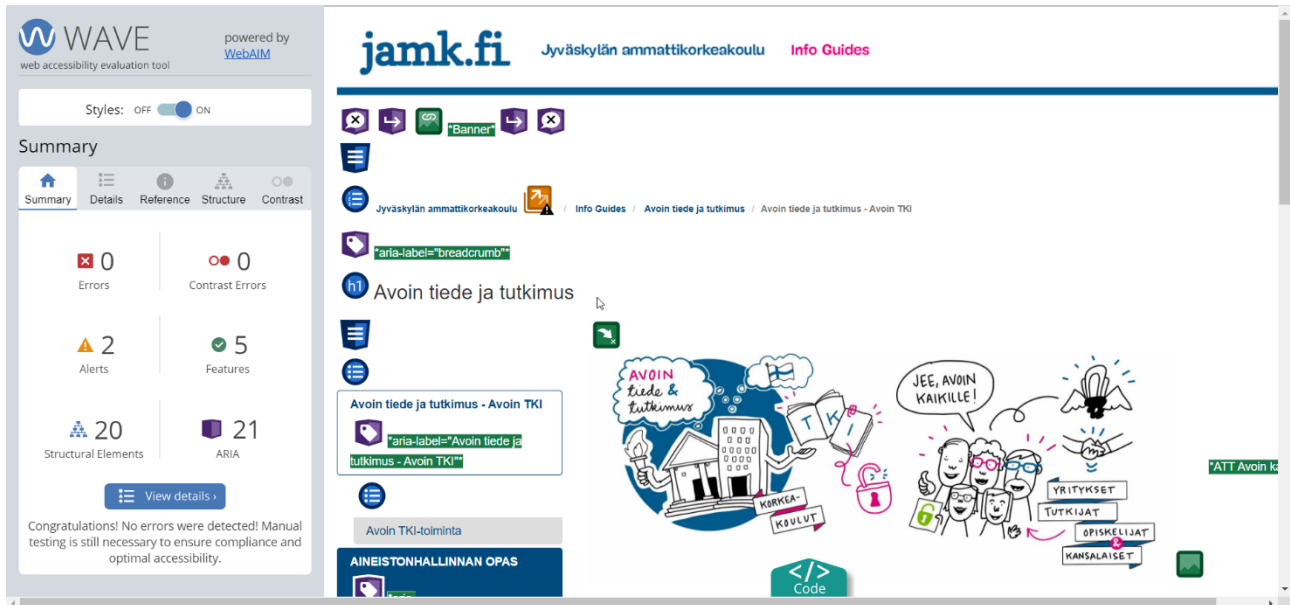 WAVE
web accessibility evaluation tool
powered by
WebAIM
Styles: OFF ON
Summary
Summary Details Reference Structure Contrast
0 Errors
0 Contrast Errors
2 Alerts
5 Features
20 Structural Elements
21 ARIA
View details ›
Congratulations! No errors were detected! Manual
testing is still necessary to ensure compliance and
optimal accessibility.
jamk.fi Jyväskylän ammattikorkeakoulu Info Guides
*Banner*
Jyväskylän ammattikorkeakoulu / Info Guides / Avoin tiede ja tutkimus / Avoin tiede ja tutkimus - Avoin TKI
*aria-label="breadcrumb"*
h1 Avoin tiede ja tutkimus
Avoin tiede ja tutkimus - Avoin TKI
*aria-label="Avoin tiede ja
tutkimus - Avoin TKI"*
Avoin TKI-toiminta
AINEISTONHALLINNAN OPAS
*aria-
AVOIN
tiede &
tutkimus
T K I
KORKEA-
KOULUT
JEE, AVOIN
KAIKILLE!
YRITYKSET
TUTKIJAT
OPISKELIJAT
&
KANSALAISET
*ATT Avoin ka
</>
Code